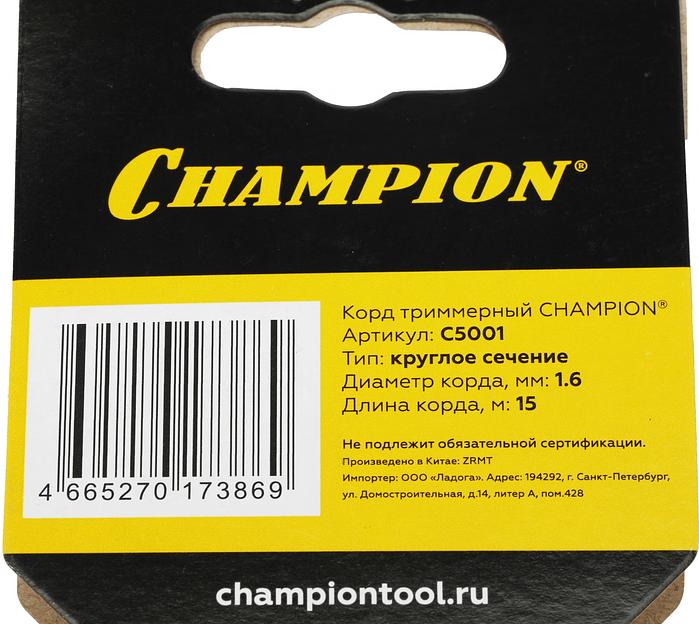 CHAMPION®
Корд триммерный CHAMPION®
Артикул: C5001
Тип: круглое сечение
Диаметр корда, мм: 1.6
Длина корда, м: 15
Не подлежит обязательной сертификации.
Произведено в Китае: ZRMT
Импортер: ООО «Ладога». Адрес: 194292, г. Санкт-Петербург,
ул. Домостроительная, д.14, литер А, пом.428
4 665270 173869
championtool.ru